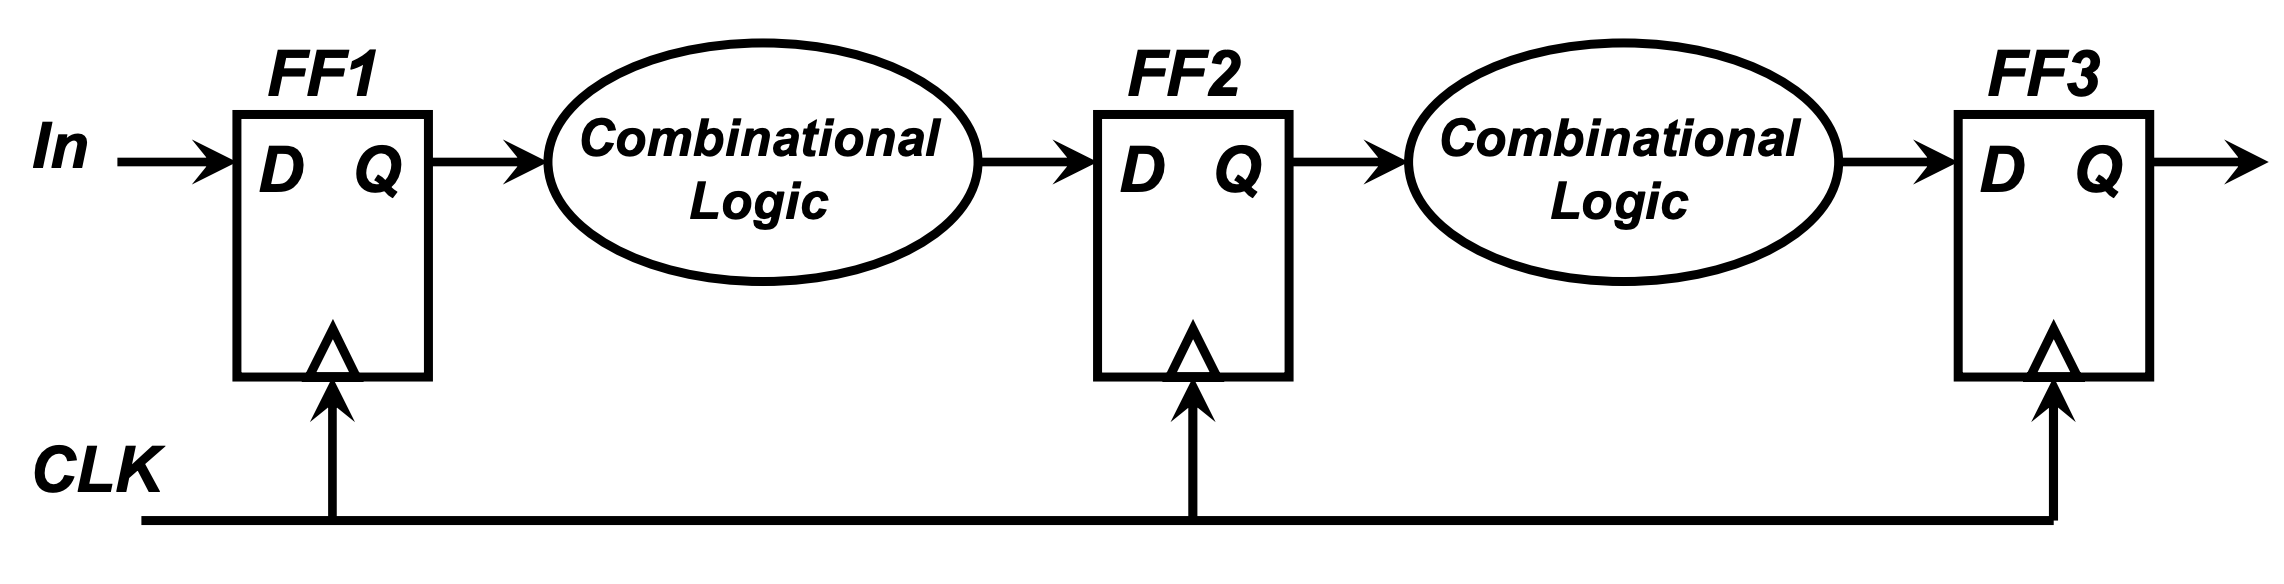 FF1
FF2
FF3
In
D Q
Combinational
Logic
D Q
Combinational
Logic
D Q
CLK